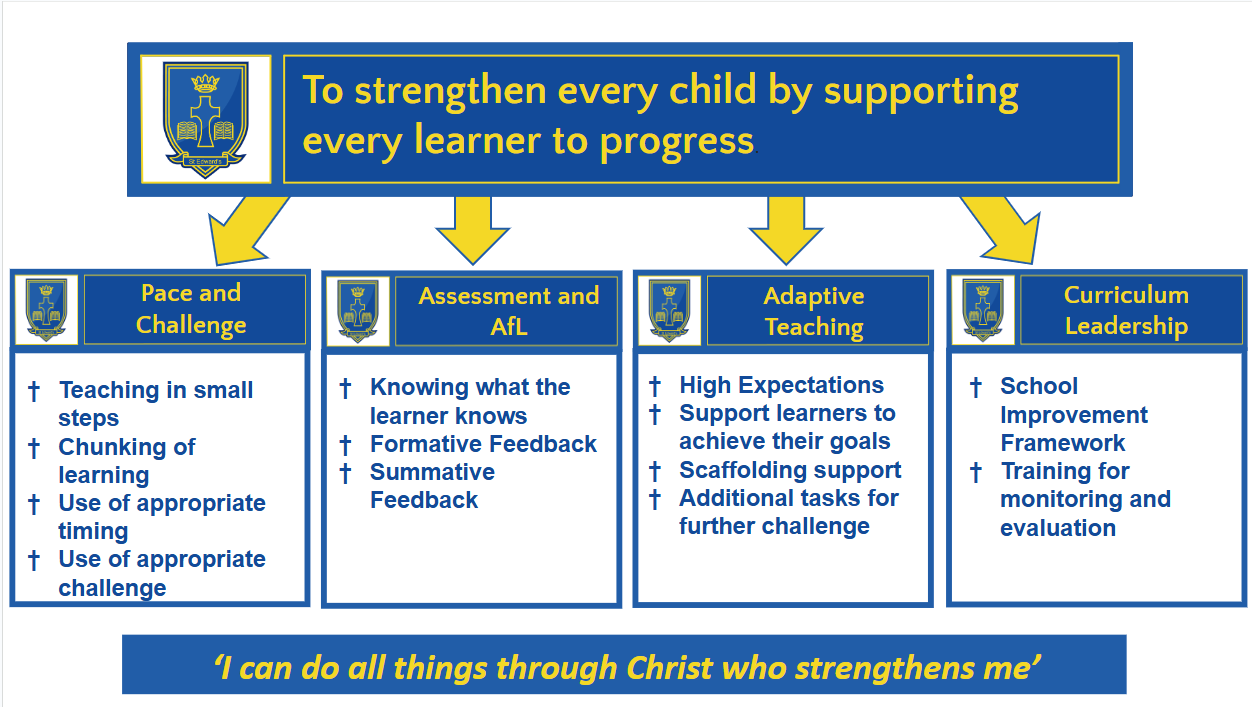 To strengthen every child by supporting
every learner to progress.
St Edward's
Pace and
Challenge
† Teaching in small
steps
† Chunking of
learning
† Use of appropriate
timing
† Use of appropriate
challenge
Assessment and
AfL
† Knowing what the
learner knows
† Formative Feedback
† Summative
Feedback
Adaptive
Teaching
† High Expectations
† Support learners to
achieve their goals
† Scaffolding support
† Additional tasks for
further challenge
Curriculum
Leadership
† School
Improvement
Framework
† Training for
monitoring and
evaluation
‘I can do all things through Christ who strengthens me’